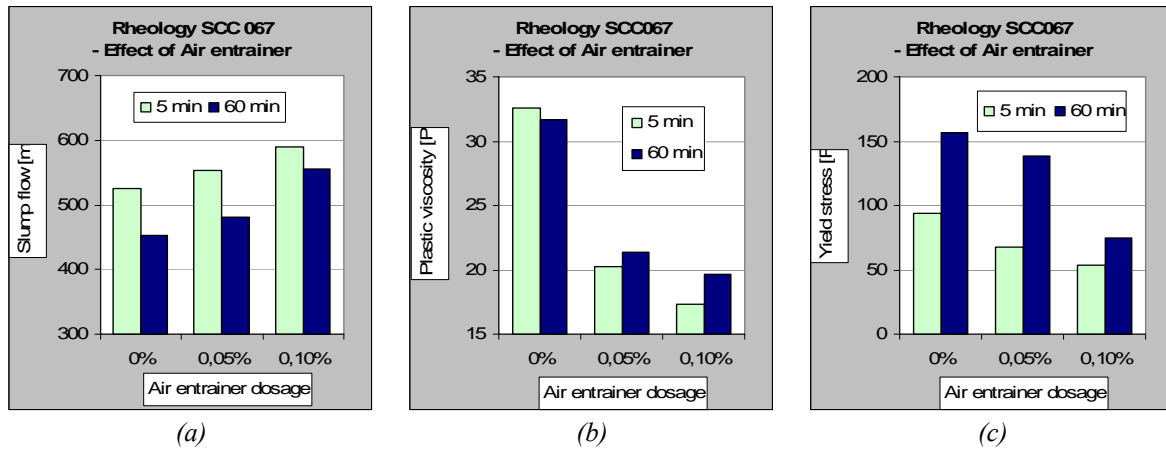 Rheology SCC 067
- Effect of Air entrainer
700
600
500
400
300
Slump flow [m
5 min
60 min
0%
0,05%
0,10%
Air entrainer dosage
(a)
Rheology SCC067
- Effect of Air entrainer
35
30
25
20
15
Plastic viscosity [P
5 min
60 min
0%
0,05%
0,10%
Air entrainer dosage
(b)
Rheology SCC067
- Effect of Air entrainer
200
150
100
50
0
Yield stress [P
5 min
60 min
0%
0,05%
0,10%
Air entrainer dosage
(c)